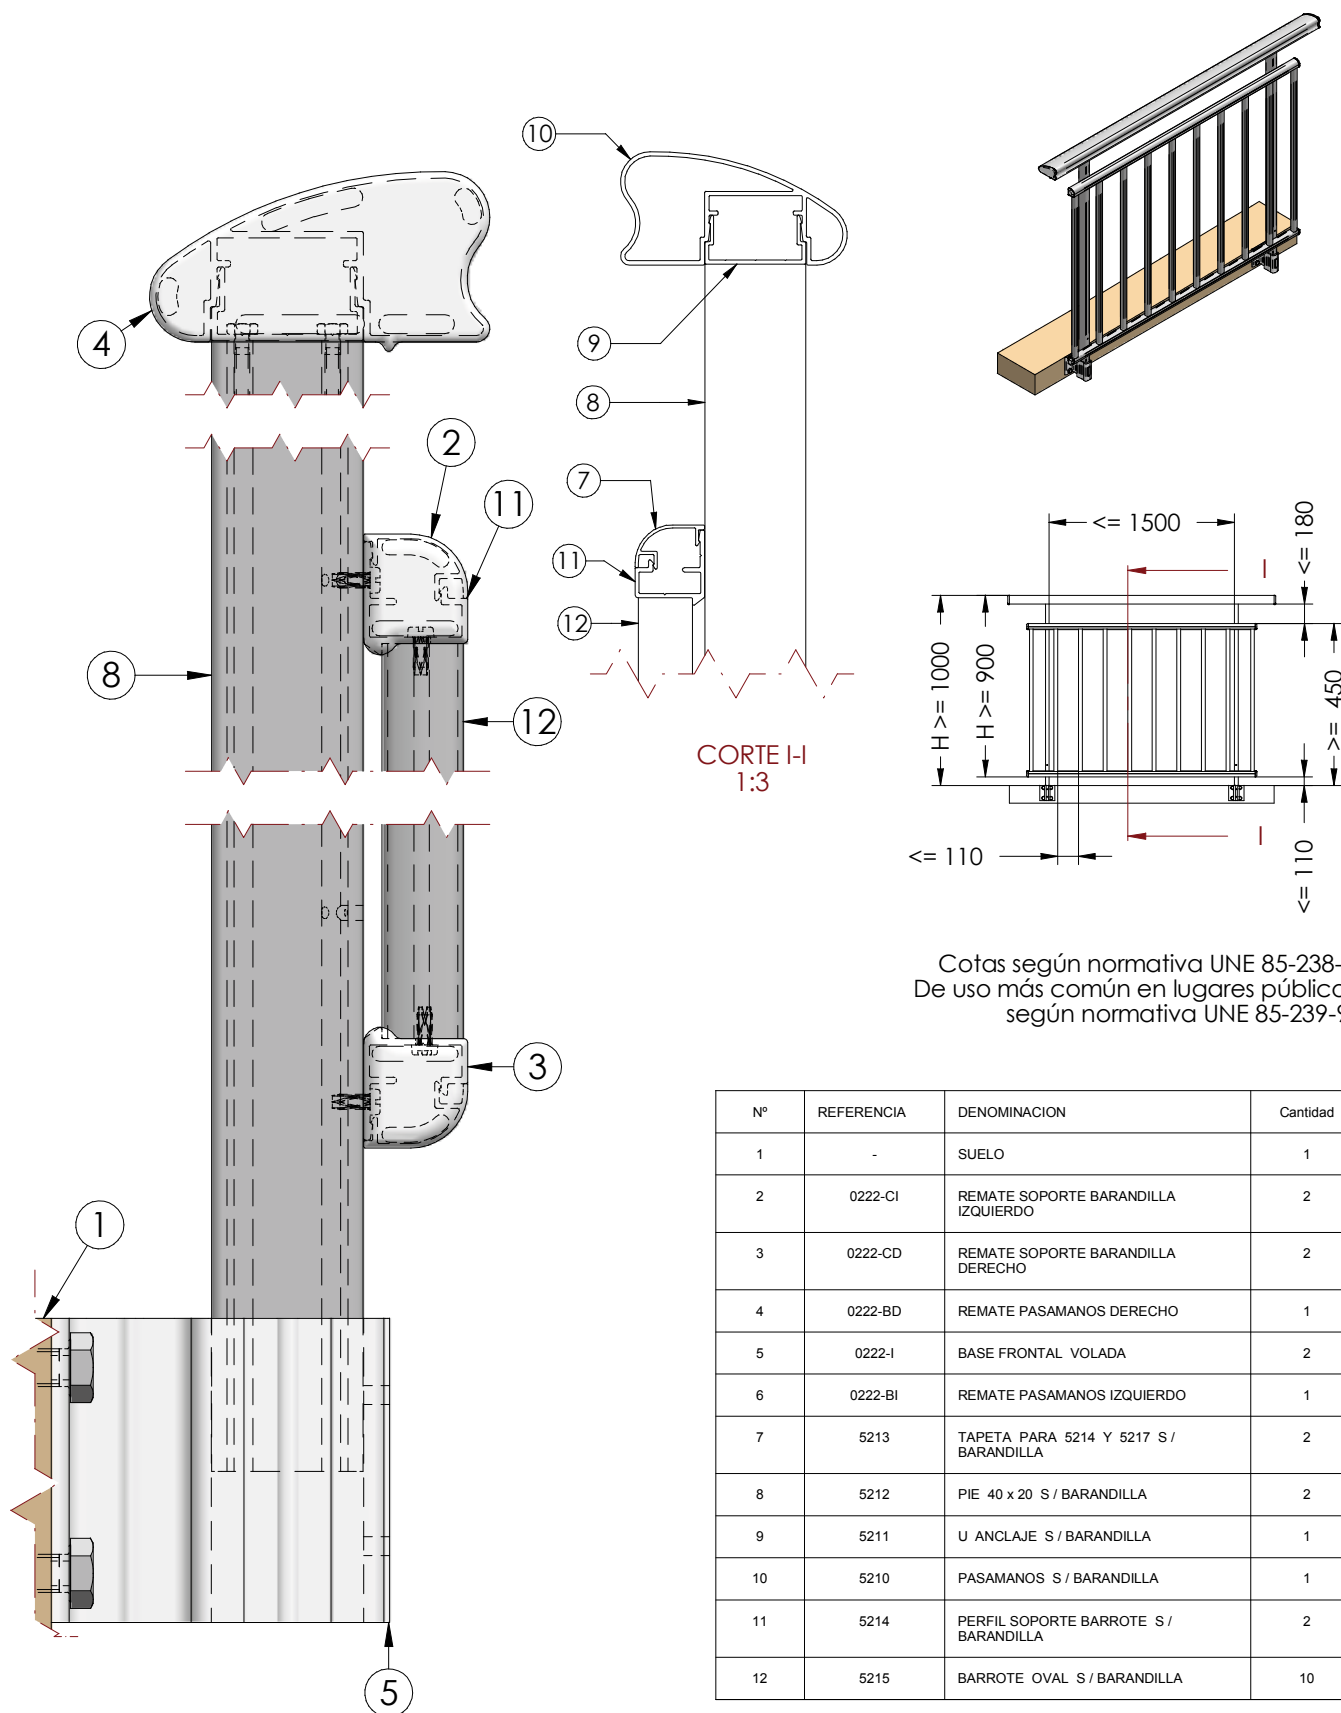 10
4
9
8
2
7
11
11
12
8
12
CORTE I-I
1:3
3
1
5
<= 1500
<= 180
I
H >= 1000
H >= 900
>= 450
<= 110
I
<= 110
Cotas según normativa UNE 85-238-
De uso más común en lugares público
según normativa UNE 85-239-9
Nº REFERENCIA DENOMINACION Cantidad
1 - SUELO 1
2 0222-CI REMATE SOPORTE BARANDILLA 2
IZQUIERDO
3 0222-CD REMATE SOPORTE BARANDILLA 2
DERECHO
4 0222-BD REMATE PASAMANOS DERECHO 1
5 0222-I BASE FRONTAL VOLADA 2
6 0222-BI REMATE PASAMANOS IZQUIERDO 1
7 5213 TAPETA PARA 5214 Y 5217 S / 2
BARANDILLA
8 5212 PIE 40 x 20 S / BARANDILLA 2
9 5211 U ANCLAJE S / BARANDILLA 1
10 5210 PASAMANOS S / BARANDILLA 1
11 5214 PERFIL SOPORTE BARROTE S / 2
BARANDILLA
12 5215 BARROTE OVAL S / BARANDILLA 10